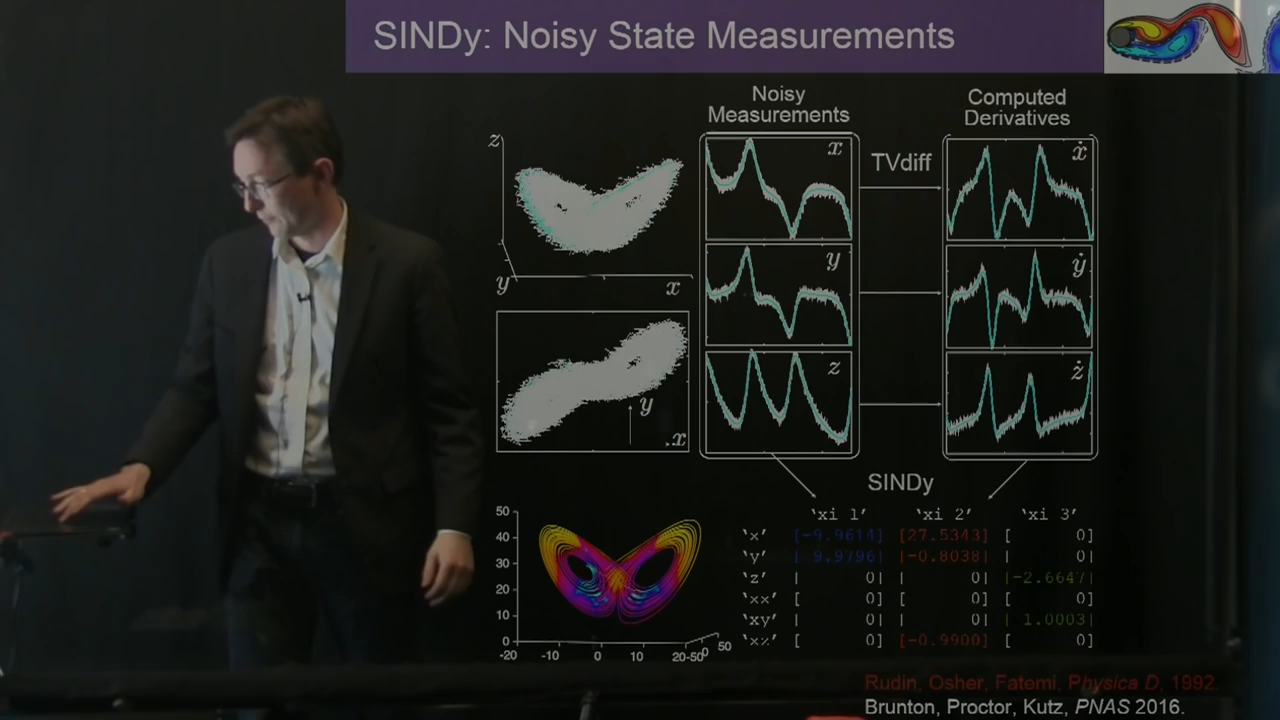 SINDy: Noisy State Measurements
Noisy
Measurements
Computed
Derivatives
z
y
x
y
.x
x
y
z
TVdiff
ẋ
ẏ
ż
SINDy
50
40
30
20
10
0
-20
-10
0
10
20
-50
0
50
'xi 1' 'xi 2' 'xi 3'
'x' [-9.9614] [27.5343] [ 0]
'y' [ 9.9796] [-0.8038] [ 0]
'z' [ 0] [ 0] [-2.6647]
'xx' [ 0] [ 0] [ 0]
'xy' [ 0] [ 0] [ 1.0003]
'xz' [ 0] [-0.9900] [ 0]
Rudin, Osher, Fatemi, Physica D, 1992.
Brunton, Proctor, Kutz, PNAS 2016.